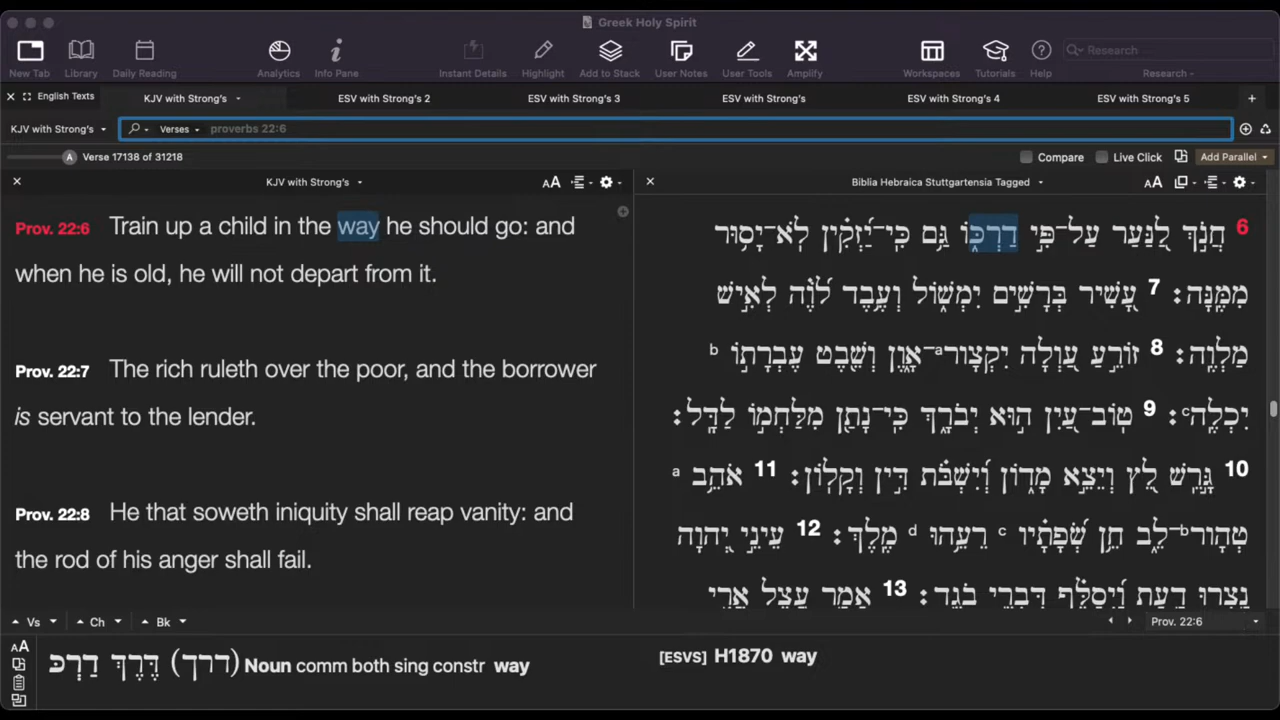 Greek Holy Spirit
New Tab Library Daily Reading Analytics Info Pane Instant Details Highlight Add to Stack User Notes User Tools Amplify Workspaces Tutorials Help Research
Research
English Texts KJV with Strong's ESV with Strong's 2 ESV with Strong's 3 ESV with Strong's ESV with Strong's 4 ESV with Strong's 5
KJV with Strong's Verses proverbs 22:6
A Verse 17138 of 31218 Compare Live Click Add Parallel
KJV with Strong's
Prov. 22:6 Train up a child in the way he should go: and
when he is old, he will not depart from it.
Prov. 22:7 The rich ruleth over the poor, and the borrower
is servant to the lender.
Prov. 22:8 He that soweth iniquity shall reap vanity: and
the rod of his anger shall fail.
Biblia Hebraica Stuttgartensia Tagged
6 חֲנֹ֣ךְ לַ֭נַּעַר עַל־פִּ֣י דַרְכּ֑וֹ גַּ֥ם כִּֽי־יַ֝זְקִ֗ין לֹֽא־יָס֥וּר
מִמֶּֽנָּה׃ 7 עָ֭שִׁיר בְּרָשִׁ֣ים יִמְשׁ֑וֹל וְעֶ֥בֶד לֹ֝וֶ֗ה לְאִ֣ישׁ
מַלְוֶֽה׃ 8 זוֹרֵ֣עַ עַ֭וְלָה יִקְצָור־a אָ֑וֶן וְשֵׁ֖בֶט עֶבְרָת֣וֹ b
יִכְלֶֽהc׃ 9 טֽוֹב־עַ֭יִן ה֣וּא יְבֹרָ֑ךְ כִּֽי־נָתַ֖ן מִלַּחְמ֣וֹ לַדָּֽל׃
10 גָּ֣רֵֽשׁ לֵ֭ץ וְיֵצֵ֣א מָד֑וֹן וְ֝יִשְׁבֹּ֗ת דִּ֣ין וְקָלֽוֹן׃ 11 אֹהֵ֥ב a
טְהָור־b לֵ֑ב חֵ֥ן שְׂ֝פָתָ֗יו c רֵעֵ֥הוּ d מֶֽלֶךְ׃ 12 עֵינֵ֣י יְ֭הוָה
נָ֣צְרוּ דָ֑עַת וַ֝יְסַלֵּ֗ף דִּבְרֵ֥י בֹגֵֽד׃ 13 אָמַ֣ר עָ֭צֵל אֲרִ֣י
Vs Ch Bk Prov. 22:6
דַרְכּ דֶּרֶךְ (דרך) Noun comm both sing constr way
[ESVS] H1870 way